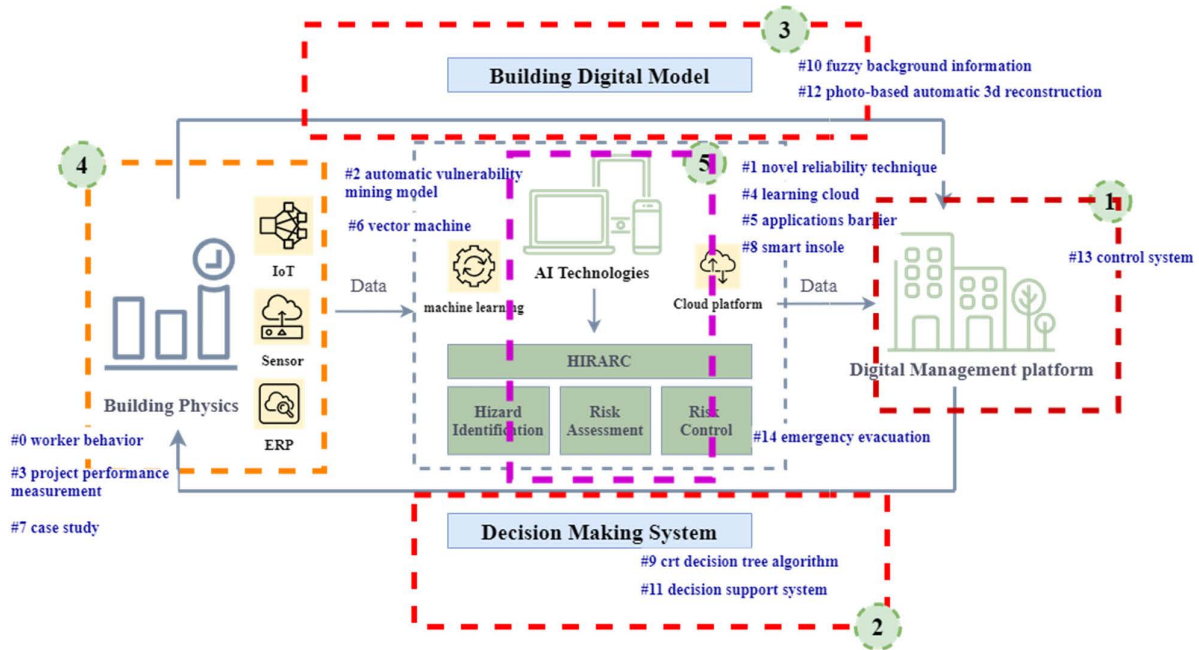 3
Building Digital Model
#10 fuzzy background information
#12 photo-based automatic 3d reconstruction
4
IoT
Sensor
ERP
Building Physics
#0 worker behavior
#3 project performance
measurement
#7 case study
Data
#2 automatic vulnerability
mining model
#6 vector machine
machine learning
5
AI Technologies
Cloud platform
HIRARC
Hizard
Identification
Risk
Assessment
Risk
Control
#1 novel reliability technique
#4 learning cloud
#5 applications barrier
#8 smart insole
#14 emergency evacuation
Data
1
#13 control system
Digital Management platform
Decision Making System
#9 crt decision tree algorithm
#11 decision support system
2